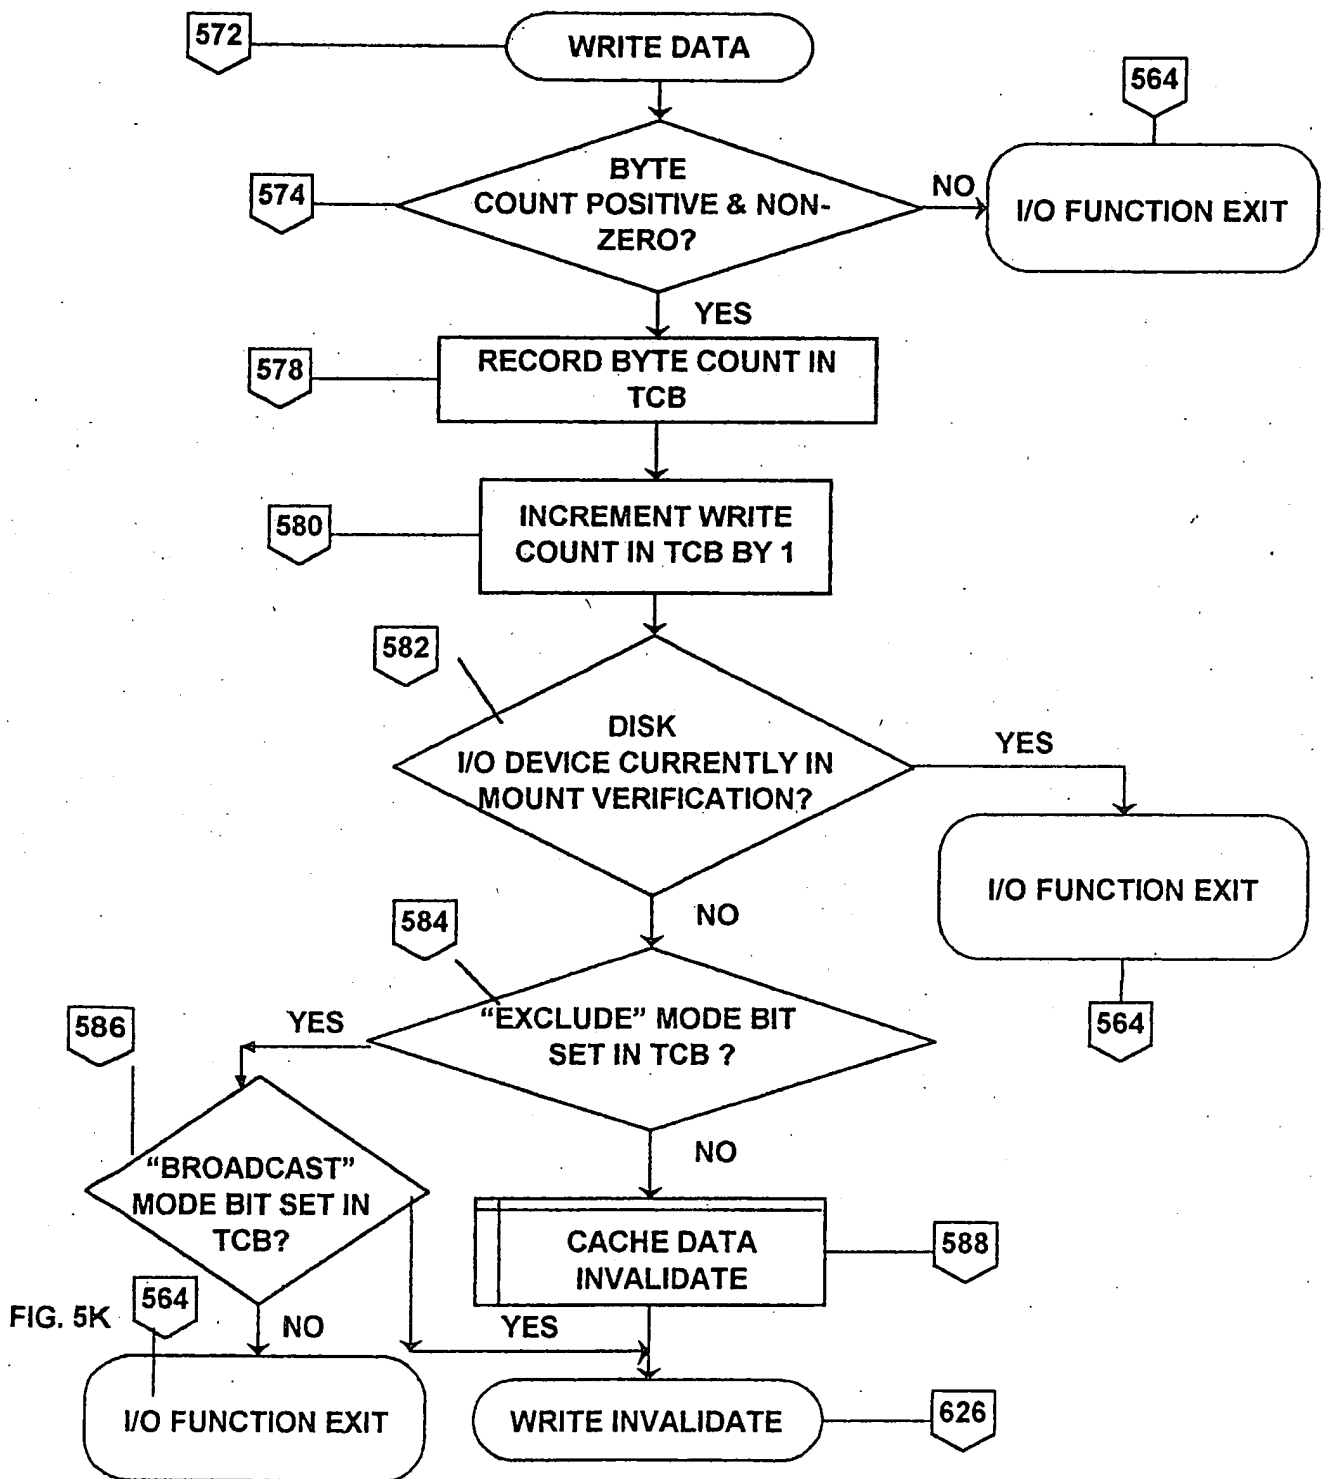 572
WRITE DATA
564
BYTE
COUNT POSITIVE & NON-
ZERO?
574
NO
I/O FUNCTION EXIT
YES
578
RECORD BYTE COUNT IN
TCB
580
INCREMENT WRITE
COUNT IN TCB BY 1
582
DISK
I/O DEVICE CURRENTLY IN
MOUNT VERIFICATION?
YES
I/O FUNCTION EXIT
564
NO
584
"EXCLUDE" MODE BIT
SET IN TCB ?
YES
586
NO
"BROADCAST"
MODE BIT SET IN
TCB?
CACHE DATA
INVALIDATE
588
564
FIG. 5K
NO
YES
I/O FUNCTION EXIT
WRITE INVALIDATE
626